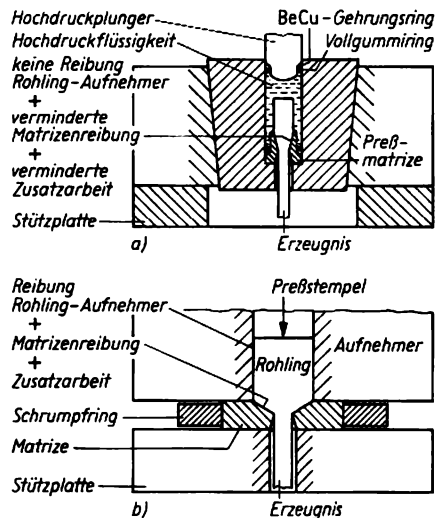 Hochdruckplunger
Hochdruckflüssigkeit
keine Reibung
Rohling-Aufnehmer
+
verminderte
Matrizenreibung
+
verminderte
Zusatzarbeit
Stützplatte
BeCu-Gehrungsring
Vollgummiring
Preß-
matrize
a)
Erzeugnis
Reibung
Rohling-Aufnehmer
+
Matrizenreibung
+
Zusatzarbeit
Schrumpfring
Matrize
Stützplatte
Preßstempel
Rohling
Aufnehmer
b)
Erzeugnis